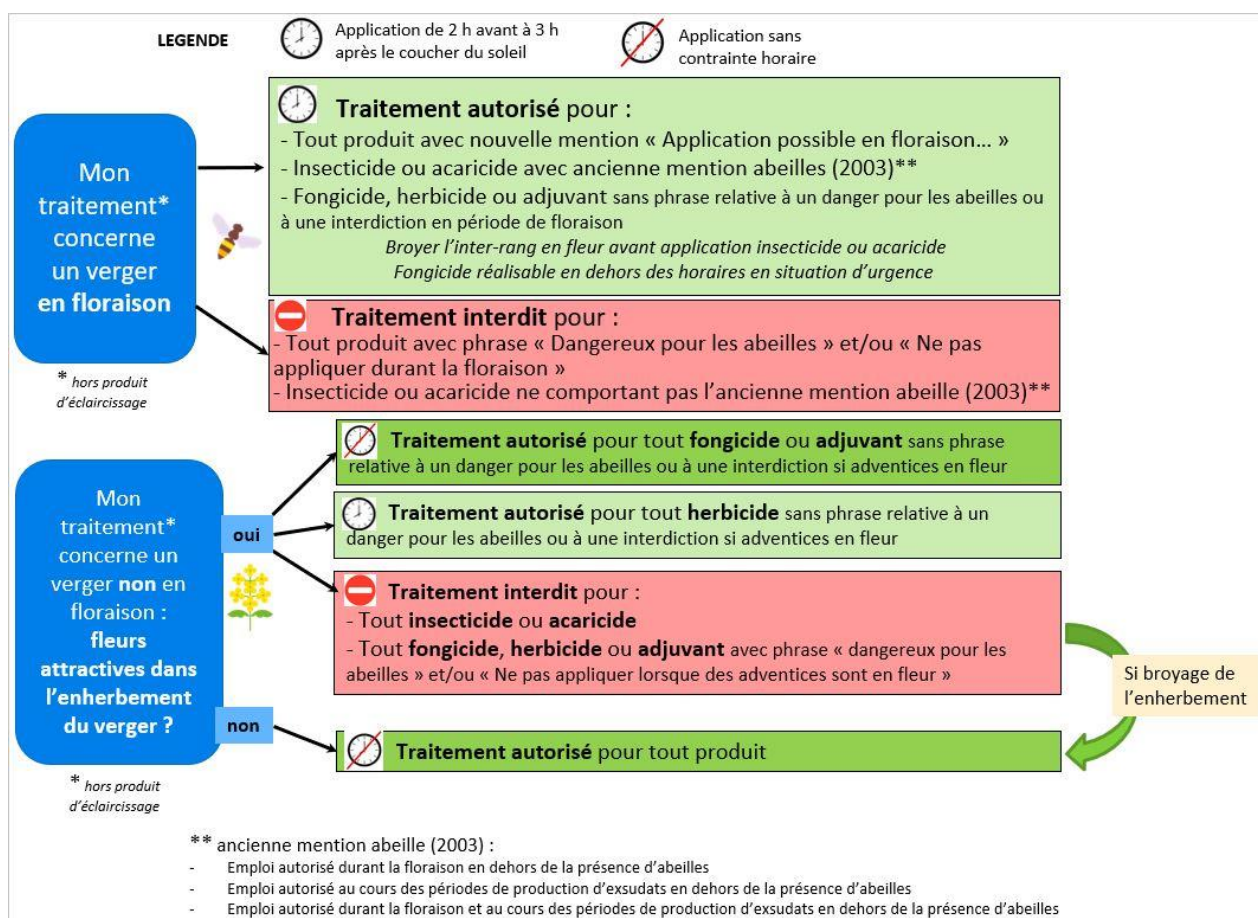 LEGENDE
Application de 2 h avant à 3 h
après le coucher du soleil
Application sans
contrainte horaire
Mon
traitement*
concerne
un verger
en floraison
* hors produit
d’éclaircissage
Traitement autorisé pour :
- Tout produit avec nouvelle mention « Application possible en floraison... »
- Insecticide ou acaricide avec ancienne mention abeilles (2003)**
- Fongicide, herbicide ou adjuvant sans phrase relative à un danger pour les abeilles ou
à une interdiction en période de floraison
Broyer l’inter-rang en fleur avant application insecticide ou acaricide
Fongicide réalisable en dehors des horaires en situation d’urgence
Traitement interdit pour :
- Tout produit avec phrase « Dangereux pour les abeilles » et/ou « Ne pas
appliquer durant la floraison »
- Insecticide ou acaricide ne comportant pas l’ancienne mention abeille (2003)**
Mon
traitement*
concerne un
verger non en
floraison :
fleurs
attractives dans
l’enherbement
du verger ?
* hors produit
d’éclaircissage
oui
Traitement autorisé pour tout fongicide ou adjuvant sans phrase
relative à un danger pour les abeilles ou à une interdiction si adventices en fleur
Traitement autorisé pour tout herbicide sans phrase relative à un
danger pour les abeilles ou à une interdiction si adventices en fleur
Traitement interdit pour :
- Tout insecticide ou acaricide
- Tout fongicide, herbicide ou adjuvant avec phrase « dangereux pour les
abeilles » et/ou « Ne pas appliquer lorsque des adventices sont en fleur »
Si broyage de
l’enherbement
non
Traitement autorisé pour tout produit
** ancienne mention abeille (2003) :
- Emploi autorisé durant la floraison en dehors de la présence d’abeilles
- Emploi autorisé au cours des périodes de production d’exsudats en dehors de la présence d’abeilles
- Emploi autorisé durant la floraison et au cours des périodes de production d’exsudats en dehors de la présence d’abeilles